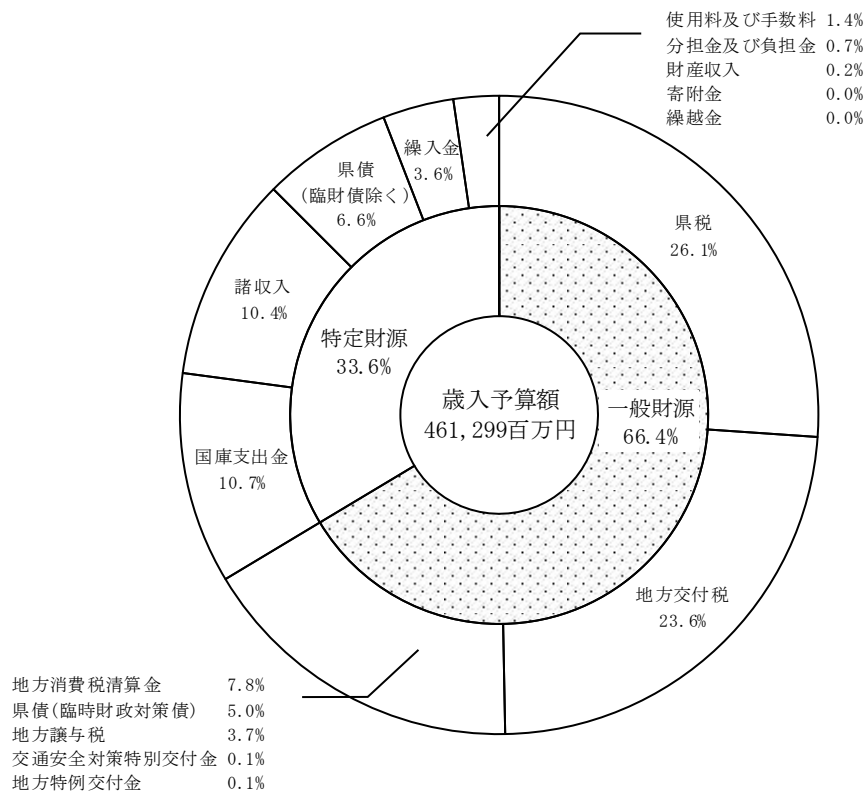 使用料及び手数料 1.4%
分担金及び負担金 0.7%
財産収入 0.2%
寄附金 0.0%
繰越金 0.0%
繰入金
3.6%
県債
(臨財債除く)
6.6%
県税
26.1%
諸収入
10.4%
特定財源
33.6%
歳入予算額
461,299百万円
一般財源
66.4%
国庫支出金
10.7%
地方交付税
23.6%
地方消費税清算金 7.8%
県債(臨時財政対策債) 5.0%
地方譲与税 3.7%
交通安全対策特別交付金 0.1%
地方特例交付金 0.1%